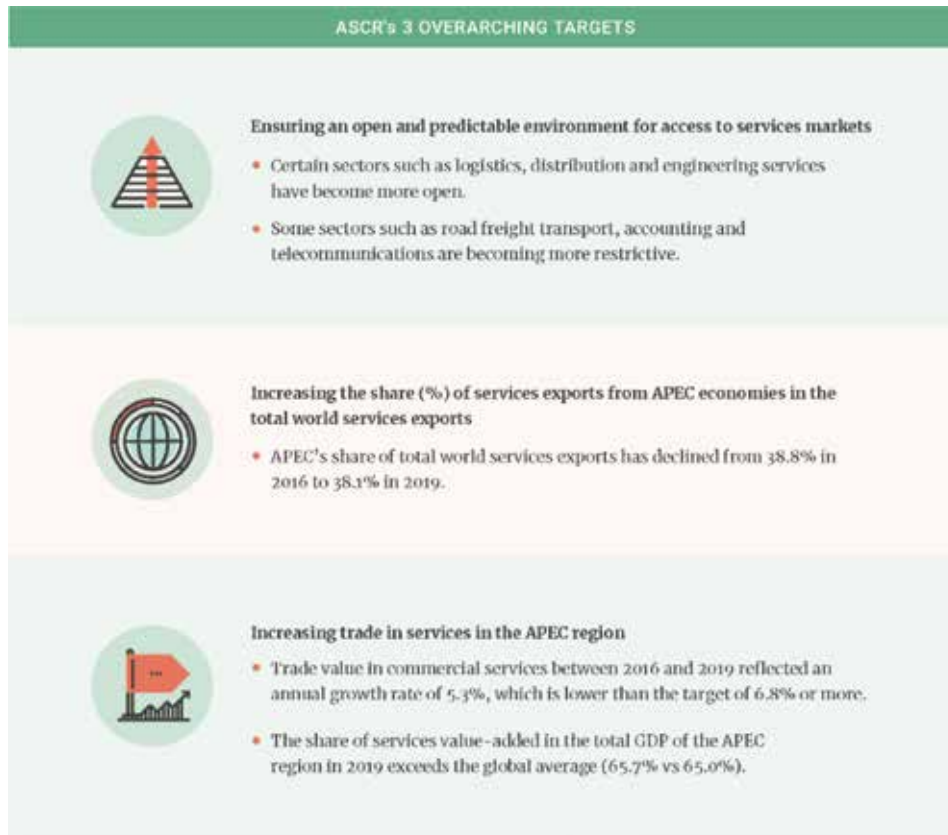 ASCR's 3 OVERARCHING TARGETS
Ensuring an open and predictable environment for access to services markets
• Certain sectors such as logistics, distribution and engineering services
have become more open.
• Some sectors such as road freight transport, accounting and
telecommunications are becoming more restrictive.
Increasing the share (%) of services exports from APEC economies in the
total world services exports
• APEC's share of total world services exports has declined from 38.8% in
2016 to 38.1% in 2019.
Increasing trade in services in the APEC region
• Trade value in commercial services between 2016 and 2019 reflected an
annual growth rate of 5.3%, which is lower than the target of 6.8% or more.
• The share of services value-added in the total GDP of the APEC
region in 2019 exceeds the global average (65.7% vs 65.0%).